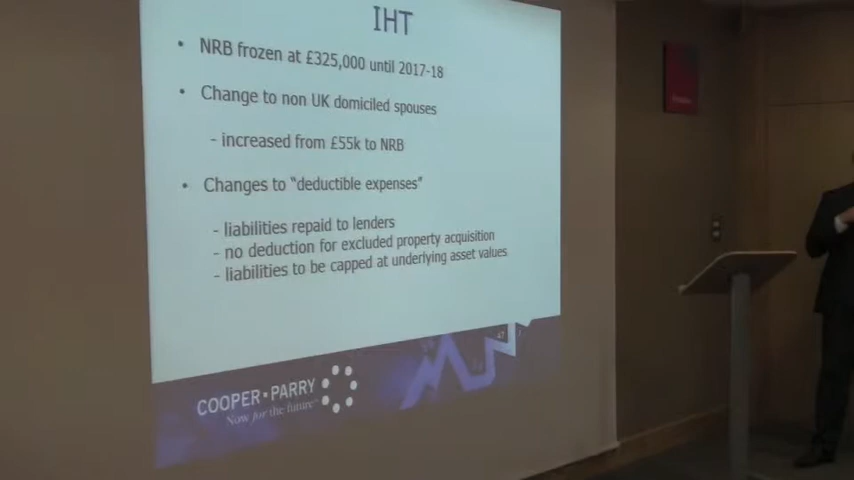 IHT
• NRB frozen at £325,000 until 2017-18
• Change to non UK domiciled spouses
- increased from £55k to NRB
• Changes to "deductible expenses"
- liabilities repaid to lenders
- no deduction for excluded property acquisition
- liabilities to be capped at underlying asset values
COOPER·PARRY
Now for the future